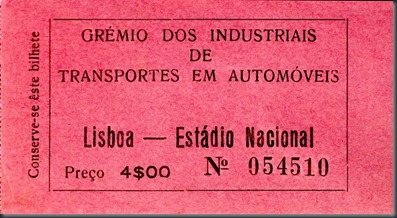 GRÉMIO DOS INDUSTRIAIS
DE
TRANSPORTES EM AUTOMÓVEIS
Lisboa — Estádio Nacional
Preço 4$00 Nº 054510
Conserve-se êste bilhete